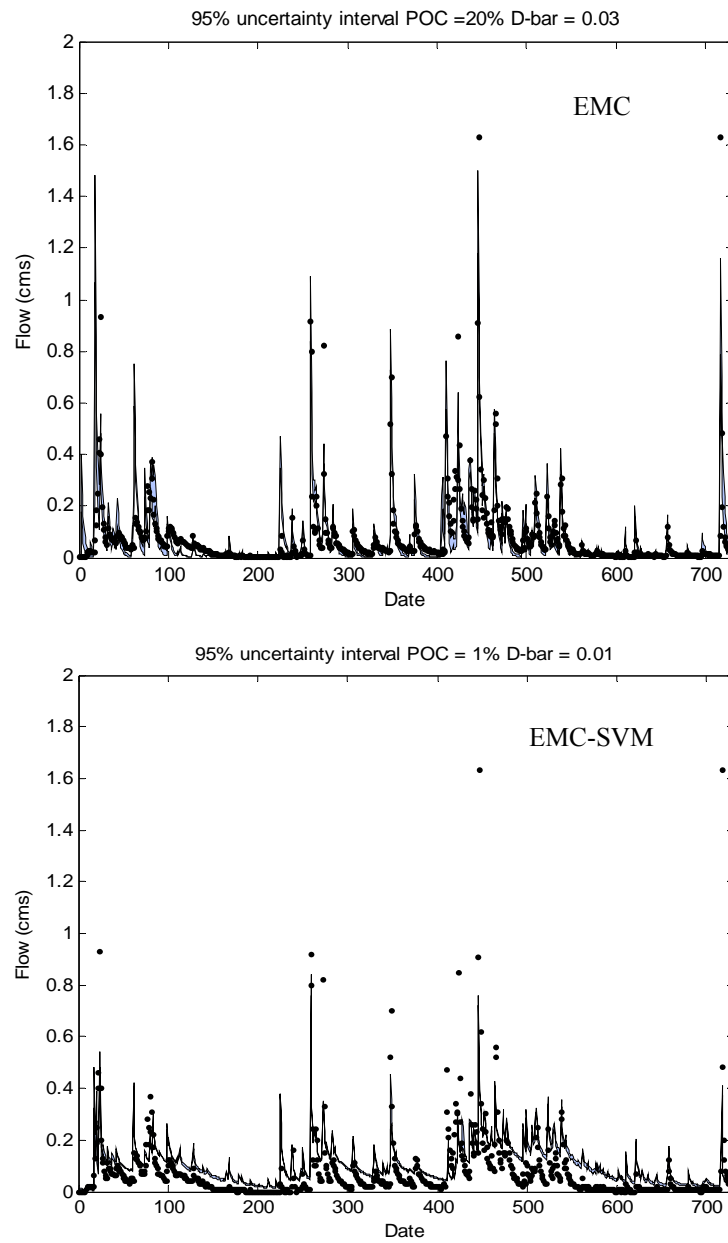 95% uncertainty interval POC =20% D-bar = 0.03
EMC
Flow (cms)
2
1.8
1.6
1.4
1.2
1
0.8
0.6
0.4
0.2
0
0 100 200 300 400 500 600 700
Date
95% uncertainty interval POC = 1% D-bar = 0.01
EMC-SVM
Flow (cms)
2
1.8
1.6
1.4
1.2
1
0.8
0.6
0.4
0.2
0
0 100 200 300 400 500 600 700
Date